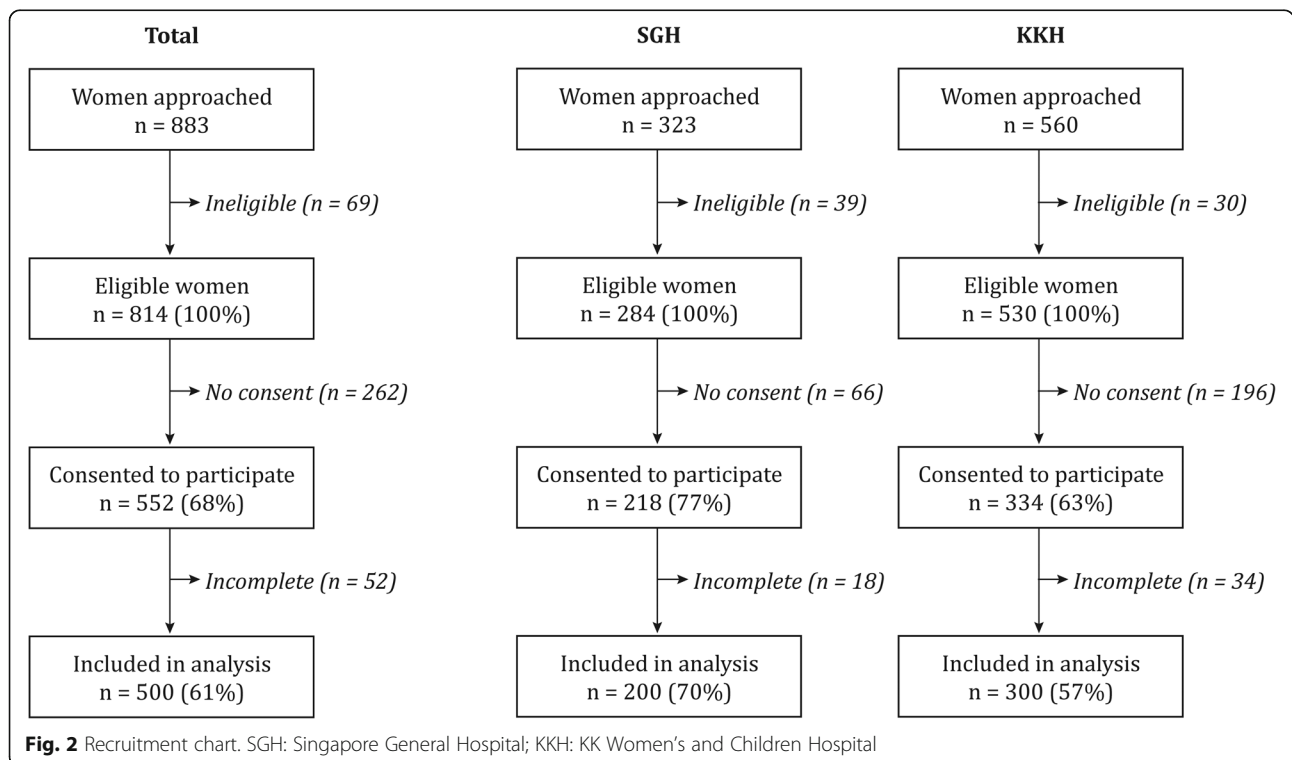 Total
Women approached
n = 883
Ineligible (n = 69)
Eligible women
n = 814 (100%)
No consent (n = 262)
Consented to participate
n = 552 (68%)
Incomplete (n = 52)
Included in analysis
n = 500 (61%)
SGH
Women approached
n = 323
Ineligible (n = 39)
Eligible women
n = 284 (100%)
No consent (n = 66)
Consented to participate
n = 218 (77%)
Incomplete (n = 18)
Included in analysis
n = 200 (70%)
KKH
Women approached
n = 560
Ineligible (n = 30)
Eligible women
n = 530 (100%)
No consent (n = 196)
Consented to participate
n = 334 (63%)
Incomplete (n = 34)
Included in analysis
n = 300 (57%)
Fig. 2 Recruitment chart. SGH: Singapore General Hospital; KKH: KK Women's and Children Hospital